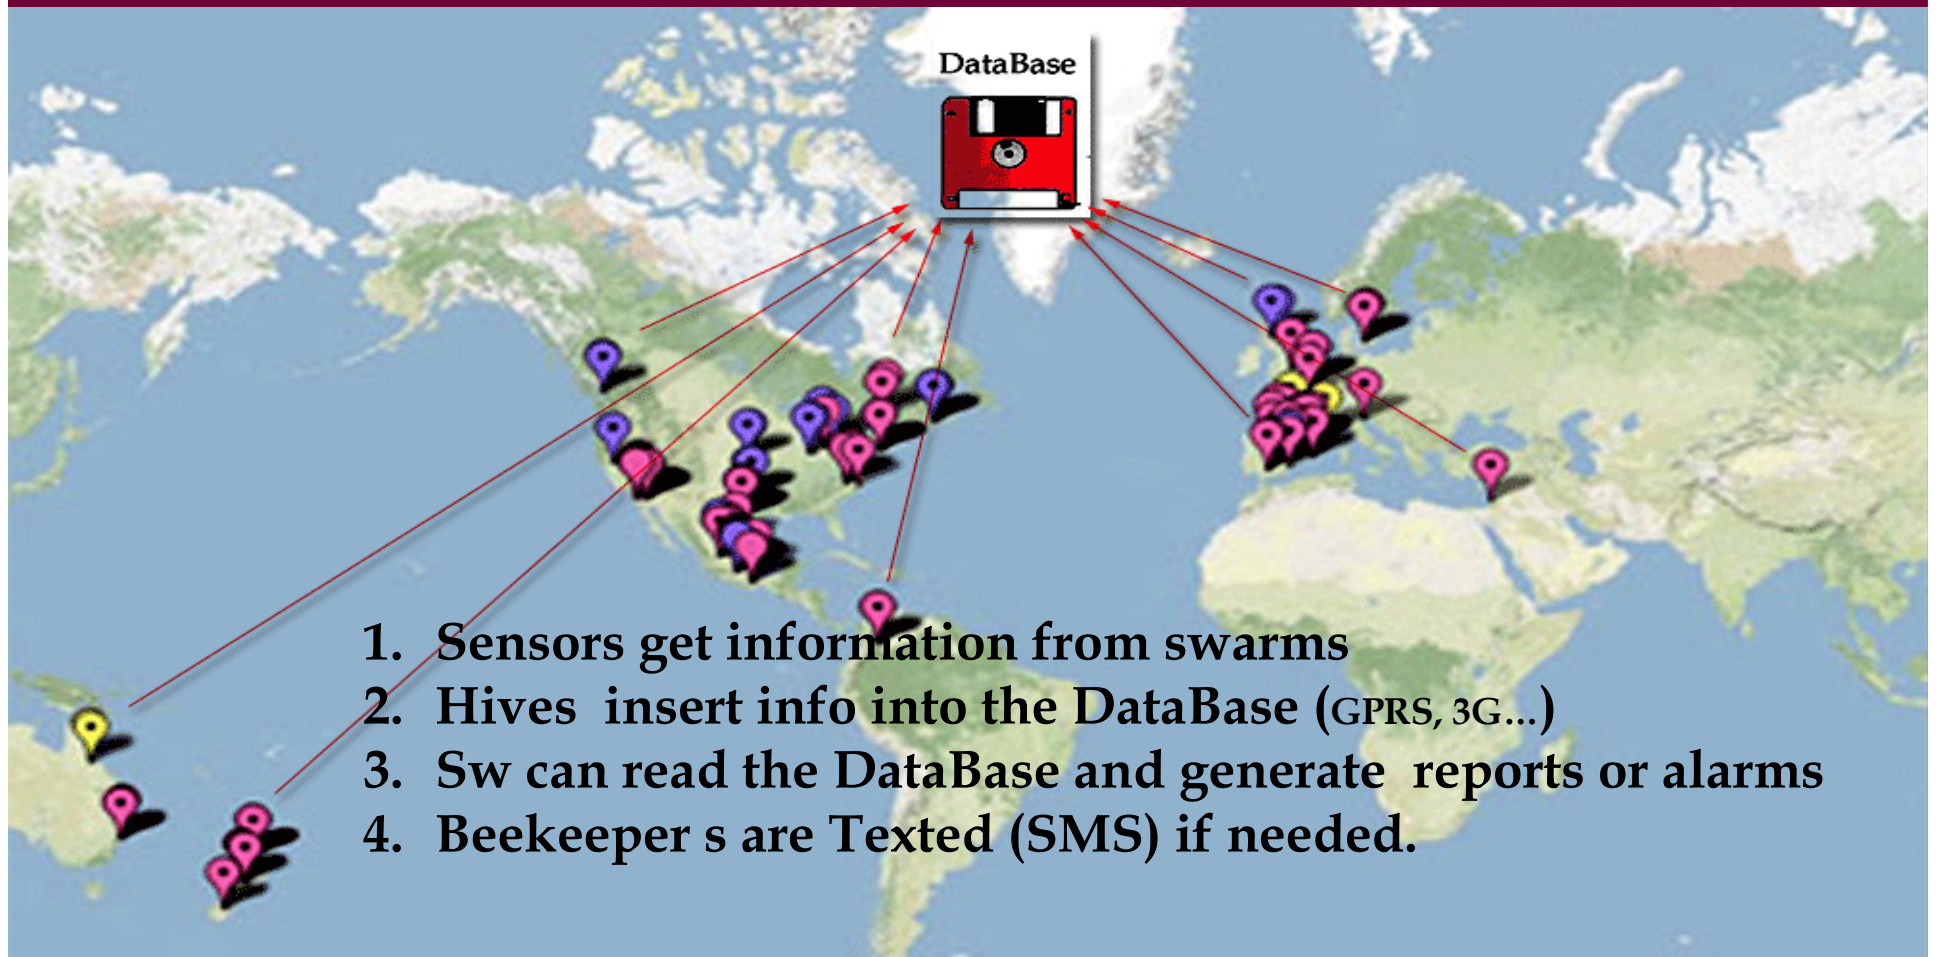 DataBase
1. Sensors get information from swarms
2. Hives insert info into the DataBase (GPRS, 3G...)
3. Sw can read the DataBase and generate reports or alarms
4. Beekeeper s are Texted (SMS) if needed.